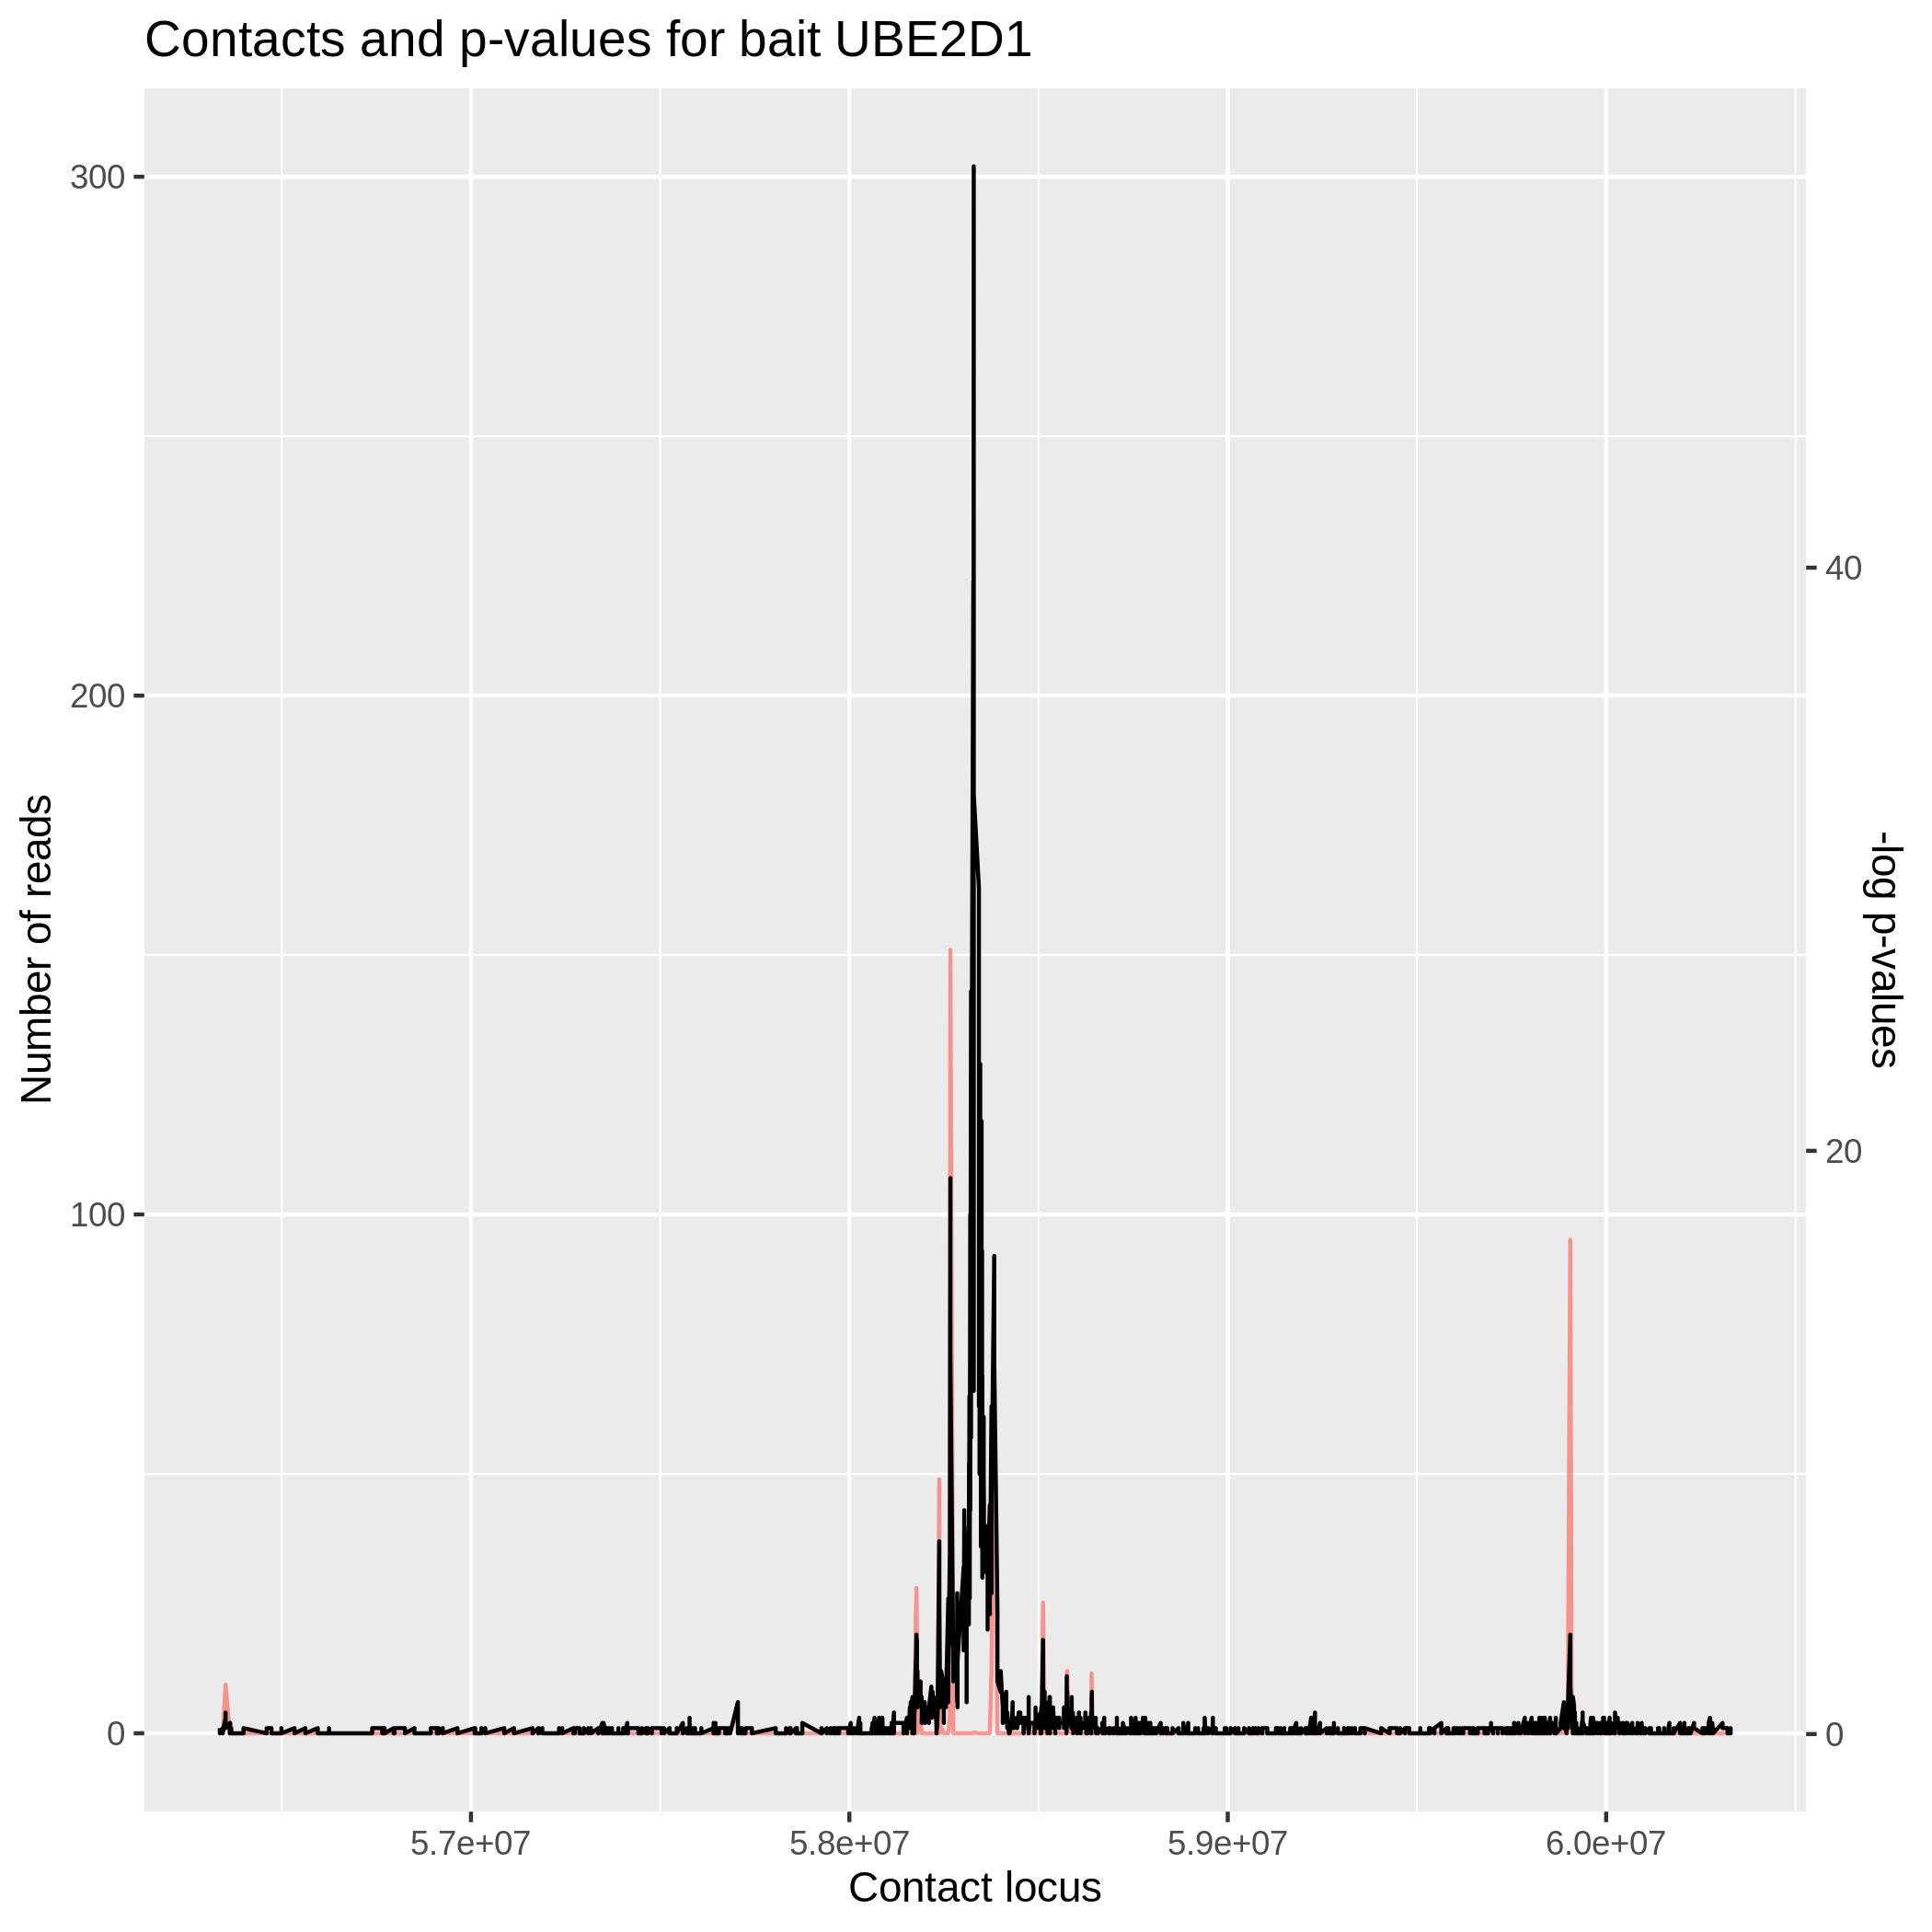 Contacts and p-values for bait UBE2D1
300
200
100
0
Number of reads
40
20
0
-log p-values
5.7e+07 5.8e+07 5.9e+07 6.0e+07
Contact locus